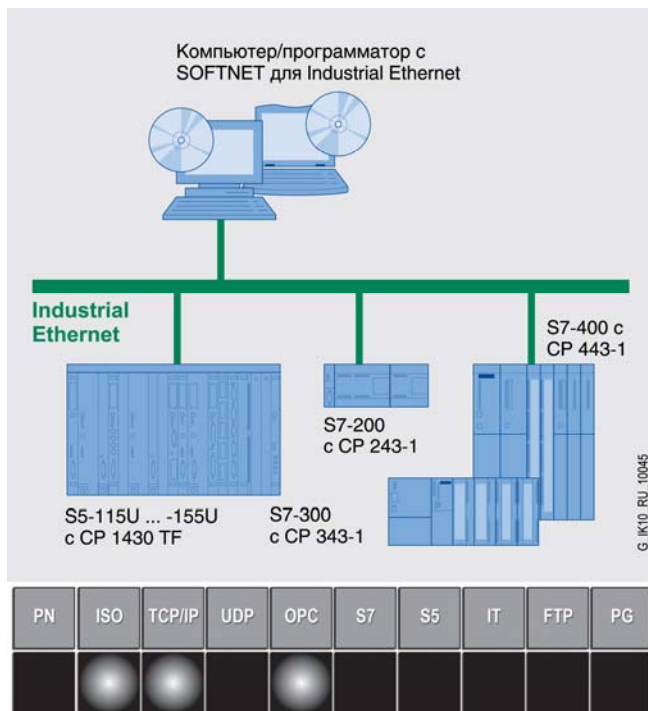 Компьютер/программатор с
SOFTNET для Industrial Ethernet
Industrial
Ethernet
S7-400 с
CP 443-1
S7-200
с CP 243-1
S5-115U ... -155U
с CP 1430 TF
S7-300
с CP 343-1
G_IK10_RU_10045
PN ISO TCP/IP UDP OPC S7 S5 IT FTP PG